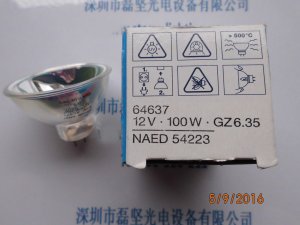 深圳市磊坚光电设备有限公司
> 500°C
64637
12V · 100W · GZ6.35
NAED 54223
8/9/2016
深圳市磊坚光电设备有限公司